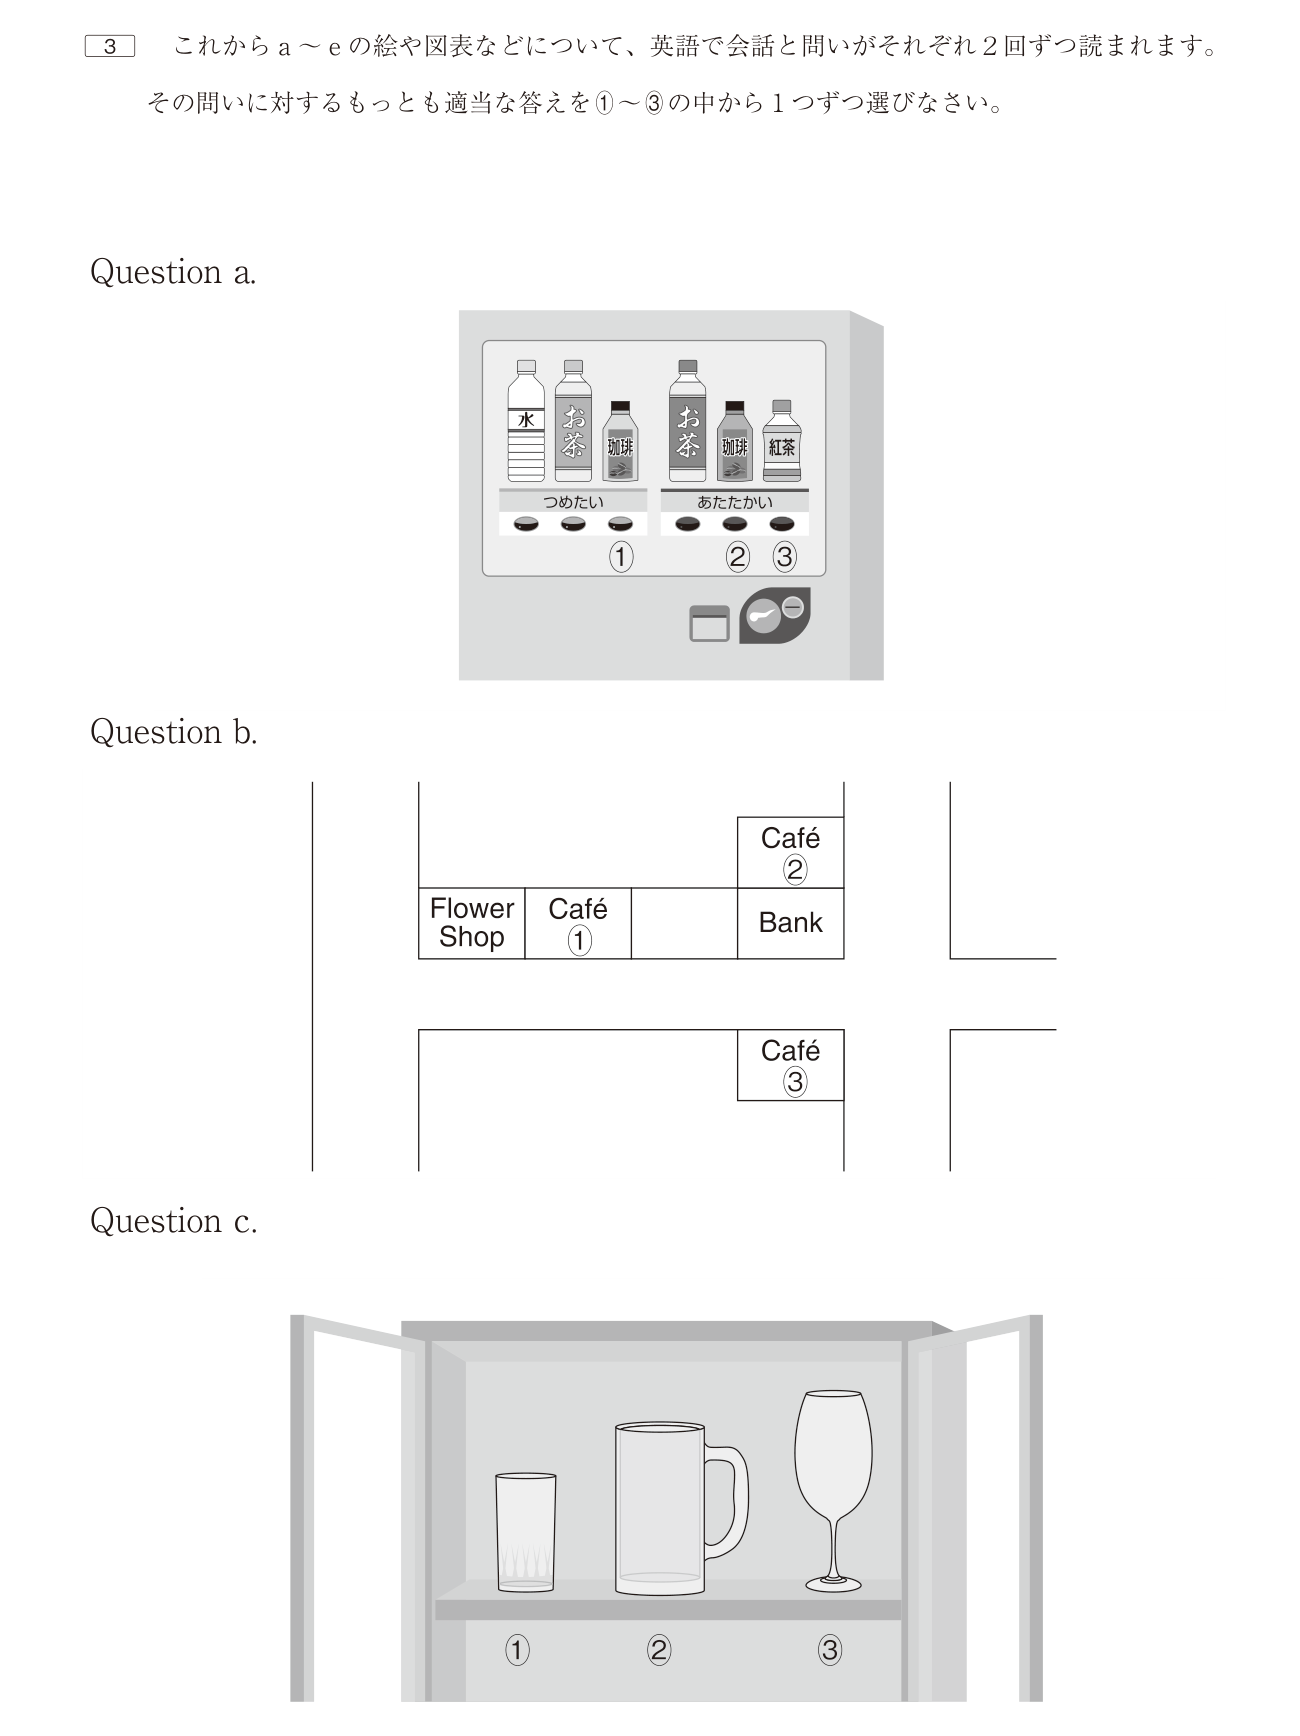 3 これからａ～ｅの絵や図表などについて、英語で会話と問いがそれぞれ２回ずつ読まれます。
その問いに対するもっとも適当な答えを①～③の中から１つずつ選びなさい。
Question a.
水 お茶 珈琲 お茶 珈琲 紅茶
つめたい あたたかい
① ② ③
Question b.
Café
②
Flower Shop
Café
①
Bank
Café
③
Question c.
① ② ③